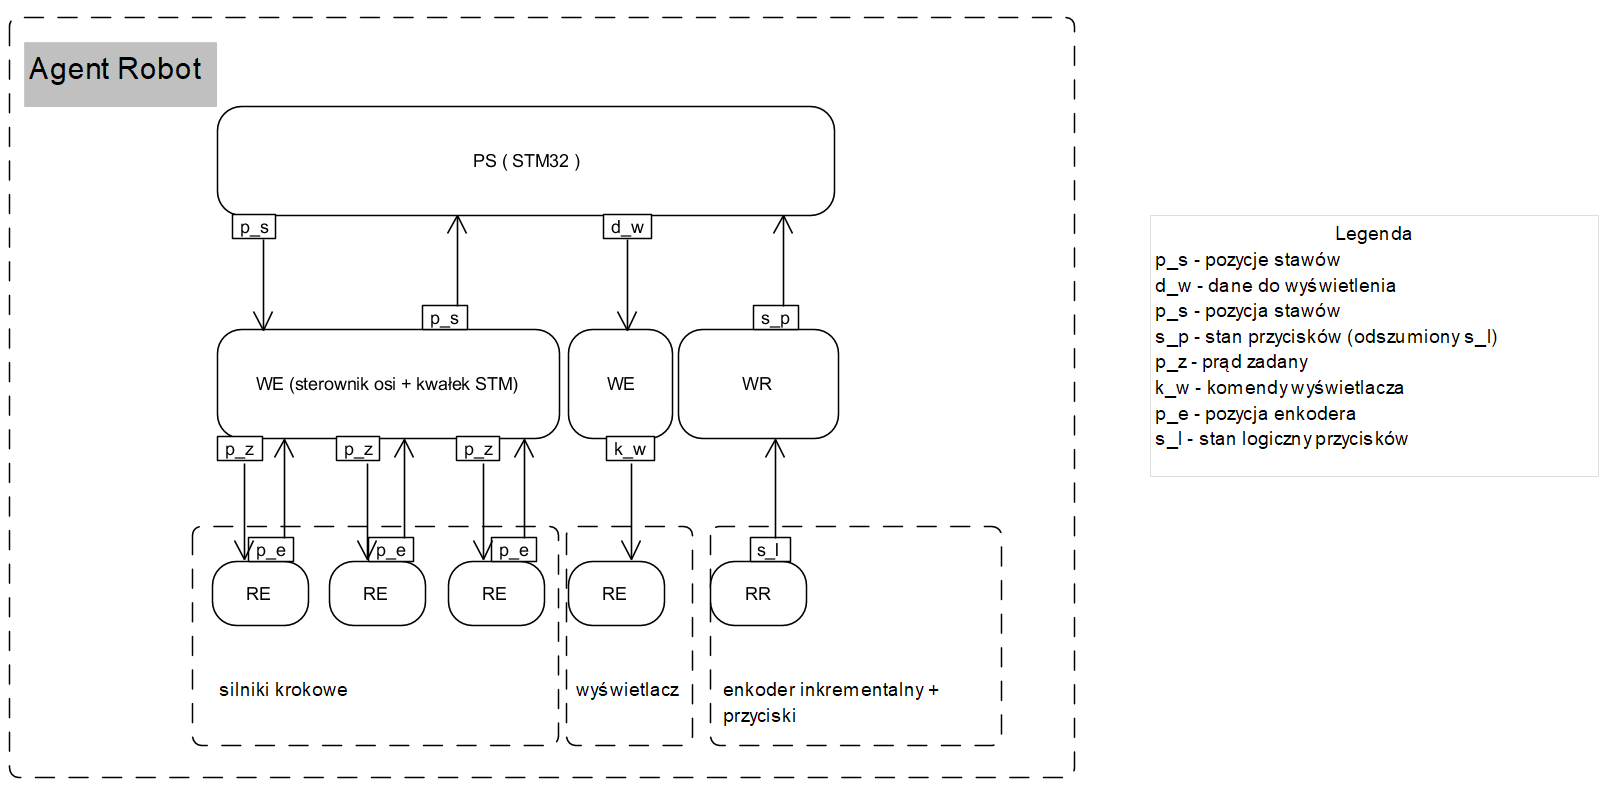 Agent Robot
PS ( STM32 )
p_s
d_w
p_s
s_p
WE (sterownik osi + kwałek STM)
WE
WR
p_z
p_z
p_z
k_w
p_e
p_e
p_e
s_l
RE
RE
RE
RE
RR
silniki krokowe
wyświetlacz
enkoder inkrementalny +
przyciski
Legenda
p_s - pozycje stawów
d_w - dane do wyświetlenia
p_s - pozycja stawów
s_p - stan przycisków (odszumiony s_l)
p_z - prąd zadany
k_w - komendy wyświetlacza
p_e - pozycja enkodera
s_l - stan logiczny przycisków